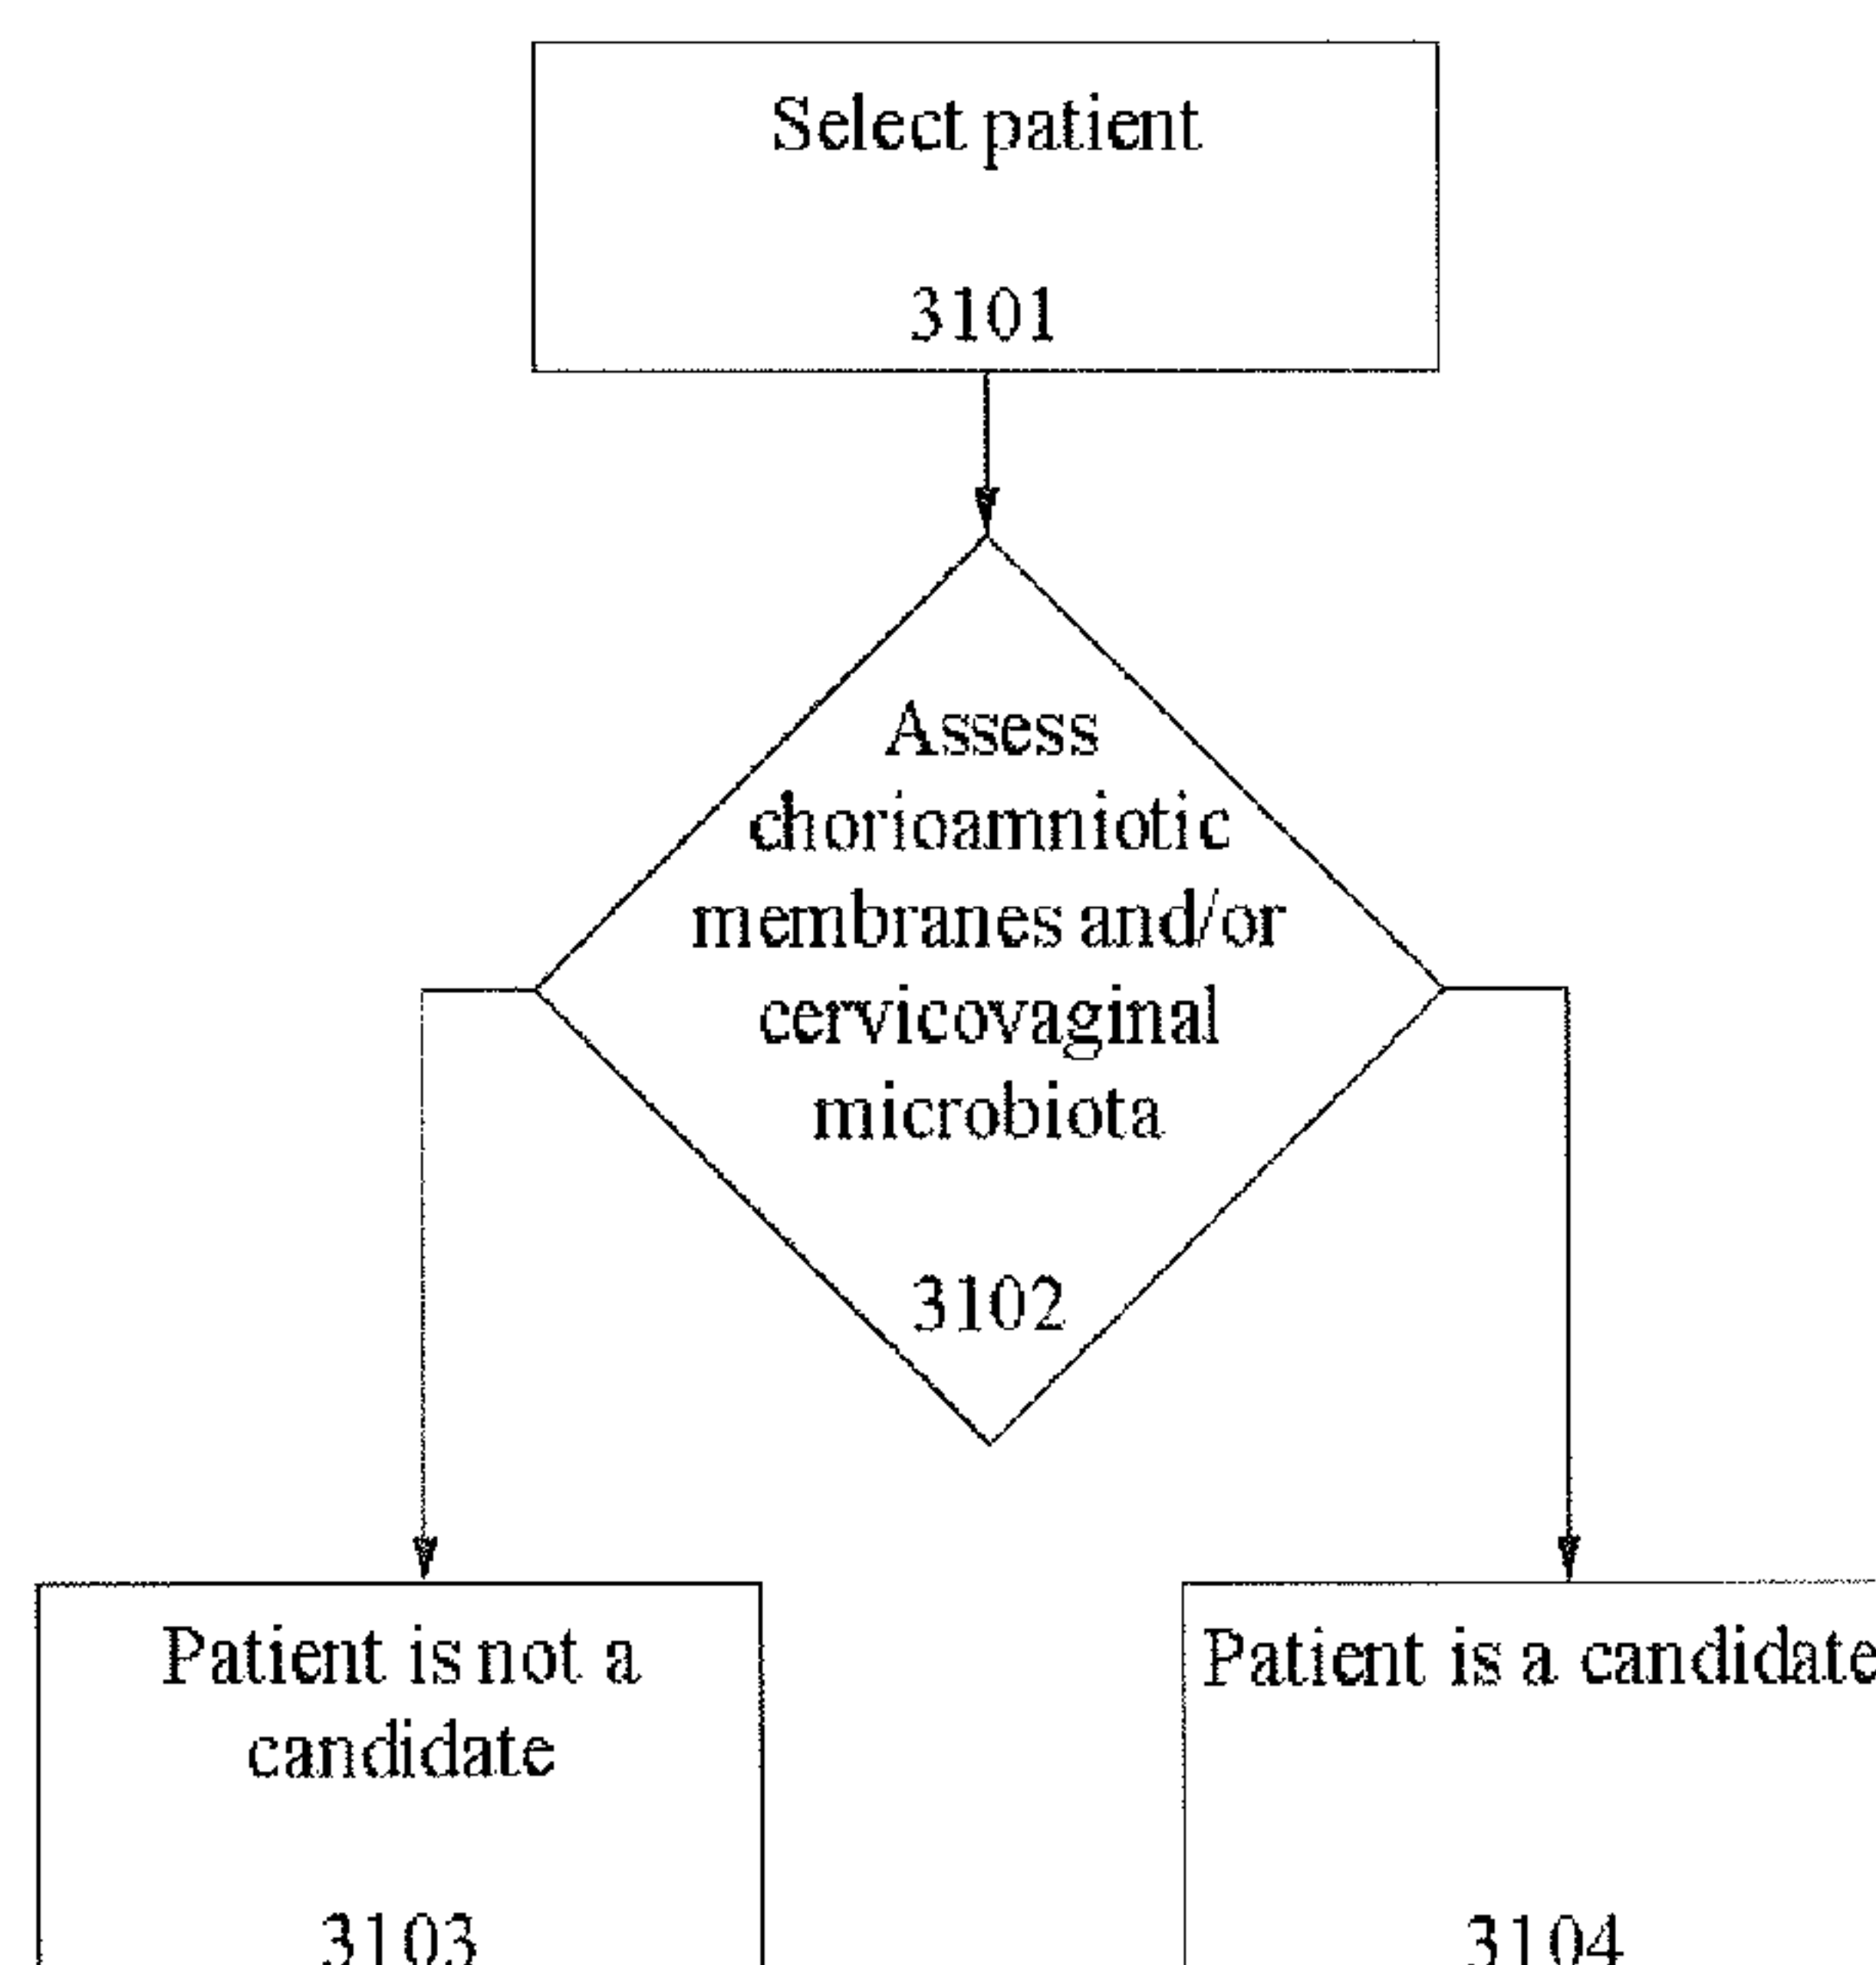 Select patient
3101
Assess
chorioamniotic
membranes and/or
cervicovaginal
microbiota
3102
Patient is not a
candidate
3103
Patient is a candidate
3104